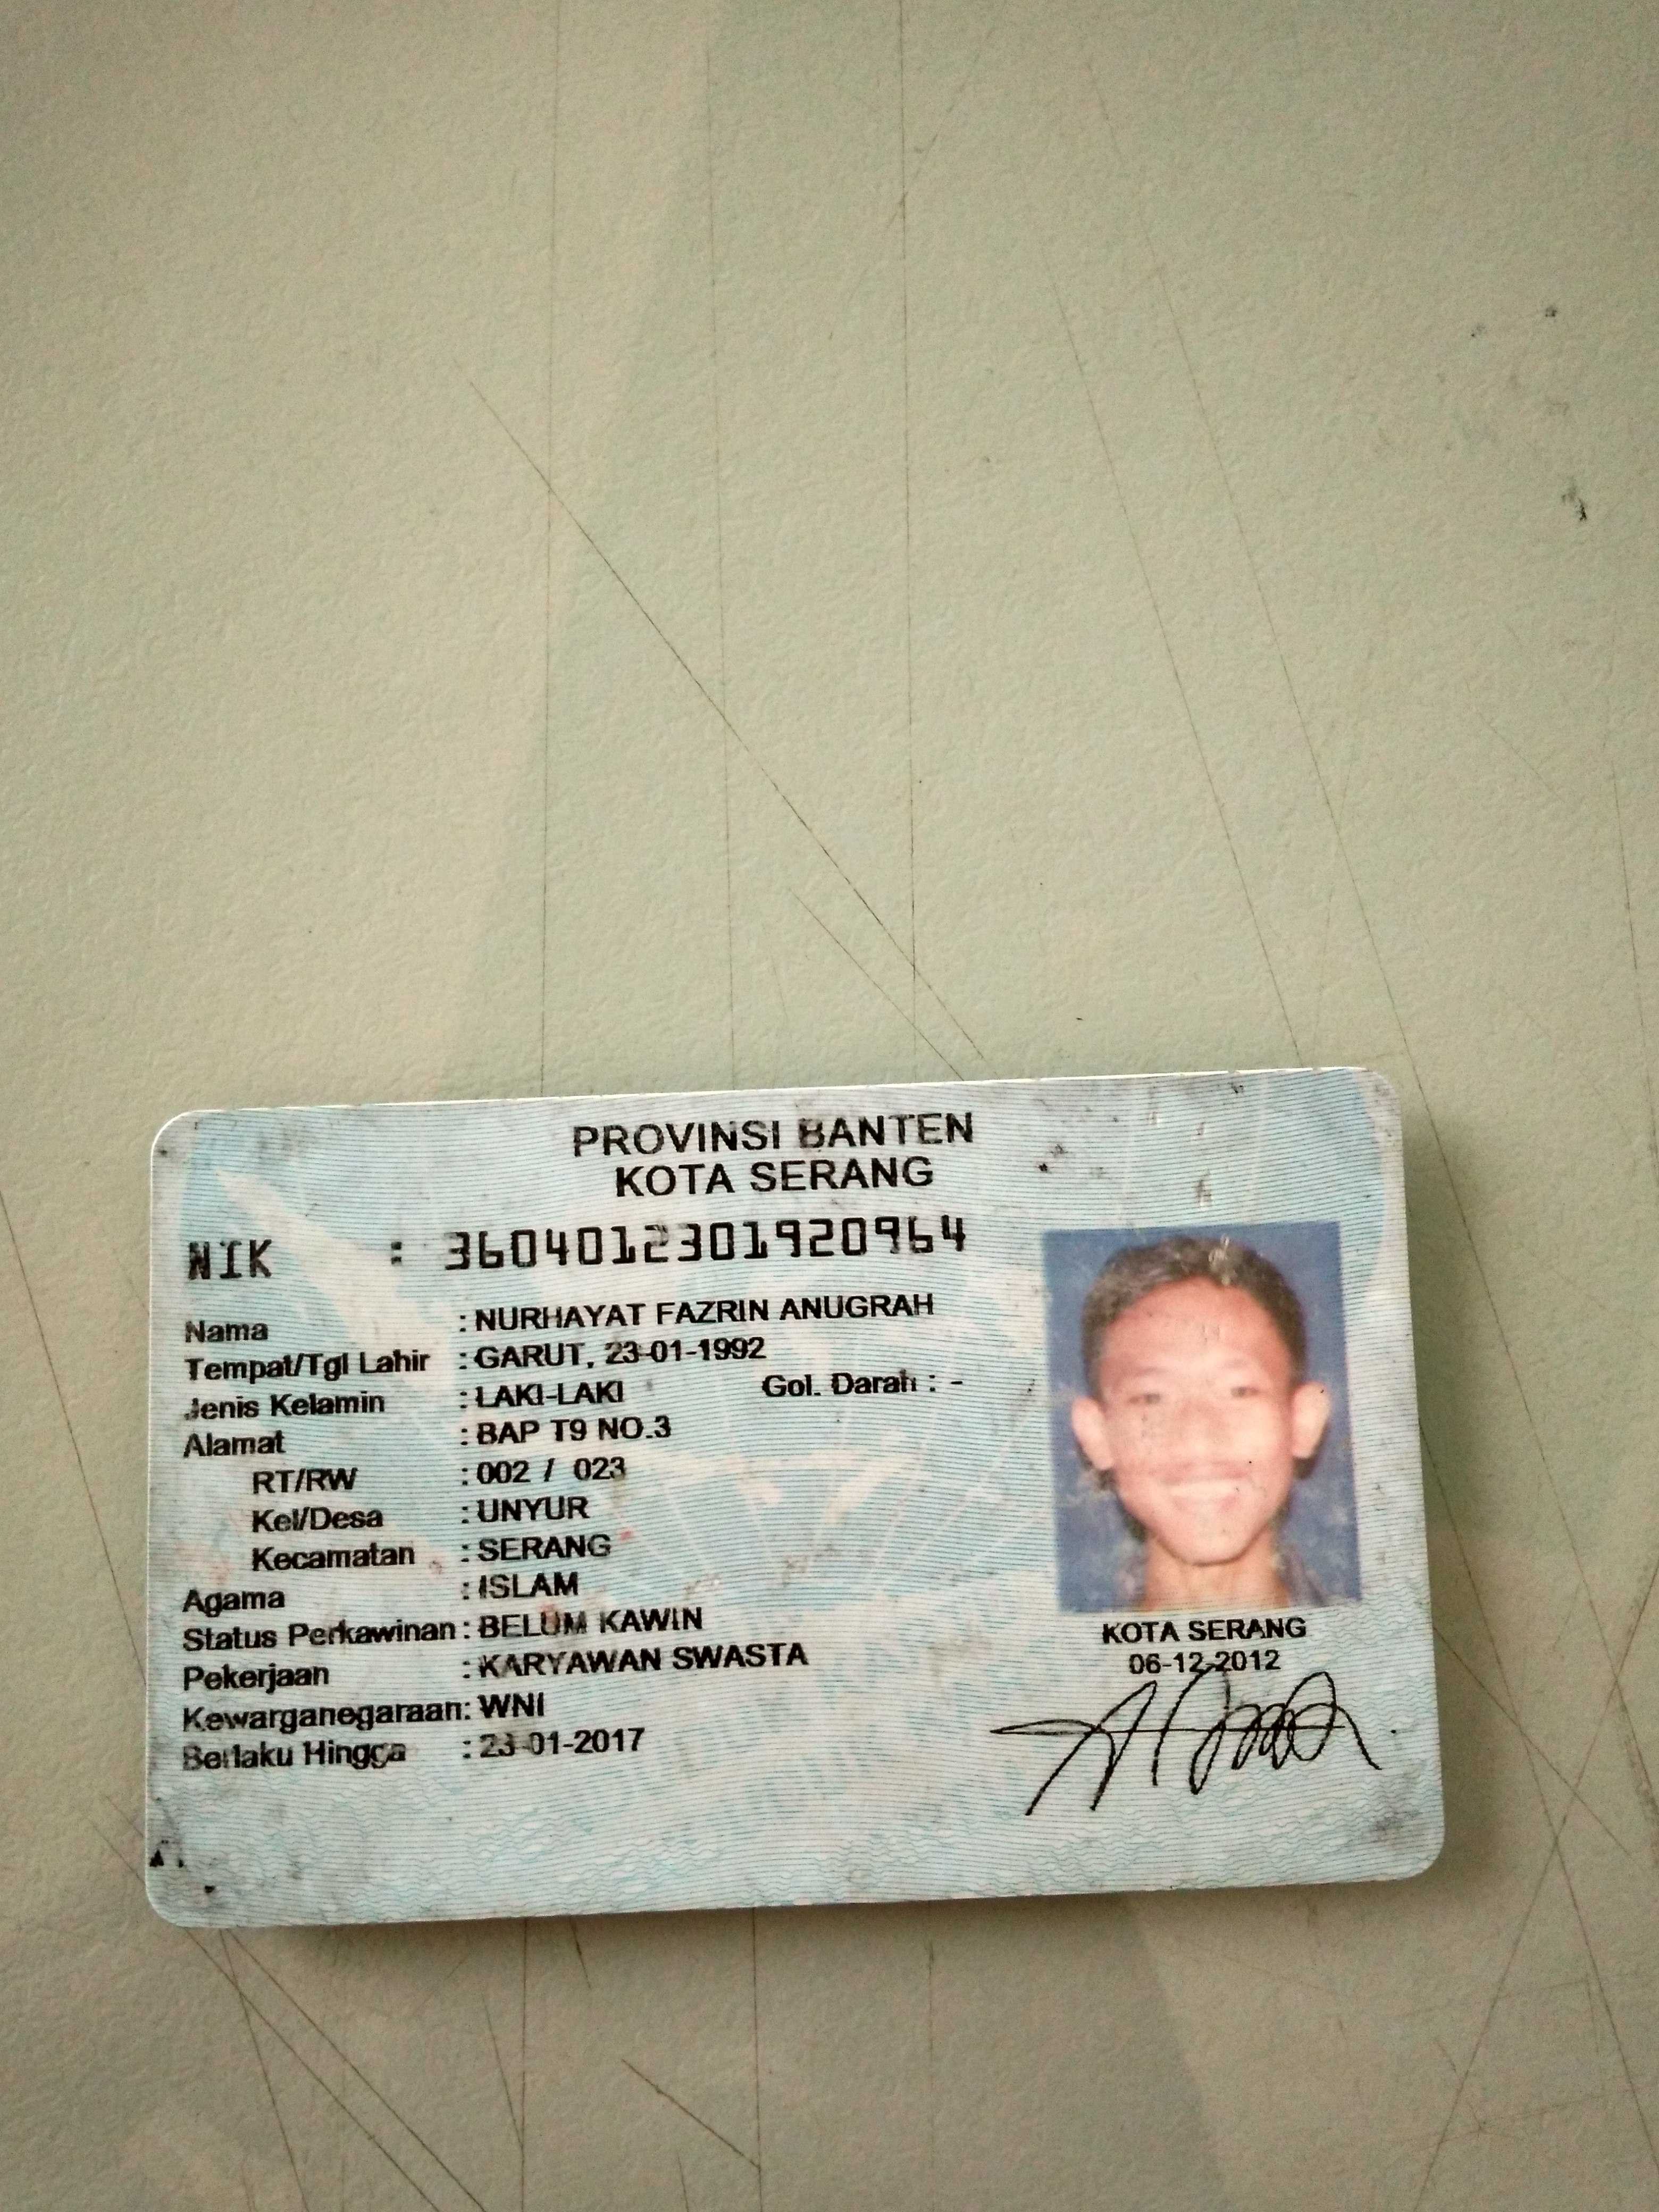 PROVINSI BANTEN
KOTA SERANG
NIK : 3604012301920964
Nama : NURHAYAT FAZRIN ANUGRAH
Tempat/Tgl Lahir : GARUT, 23-01-1992
Jenis Kelamin : LAKI-LAKI Gol. Darah : -
Alamat : BAP T9 NO.3
RT/RW : 002 / 023
Kel/Desa : UNYUR
Kecamatan : SERANG
Agama : ISLAM
Status Perkawinan : BELUM KAWIN
Pekerjaan : KARYAWAN SWASTA
Kewarganegaraan : WNI
Berlaku Hingga : 23-01-2017
KOTA SERANG
06-12-2012